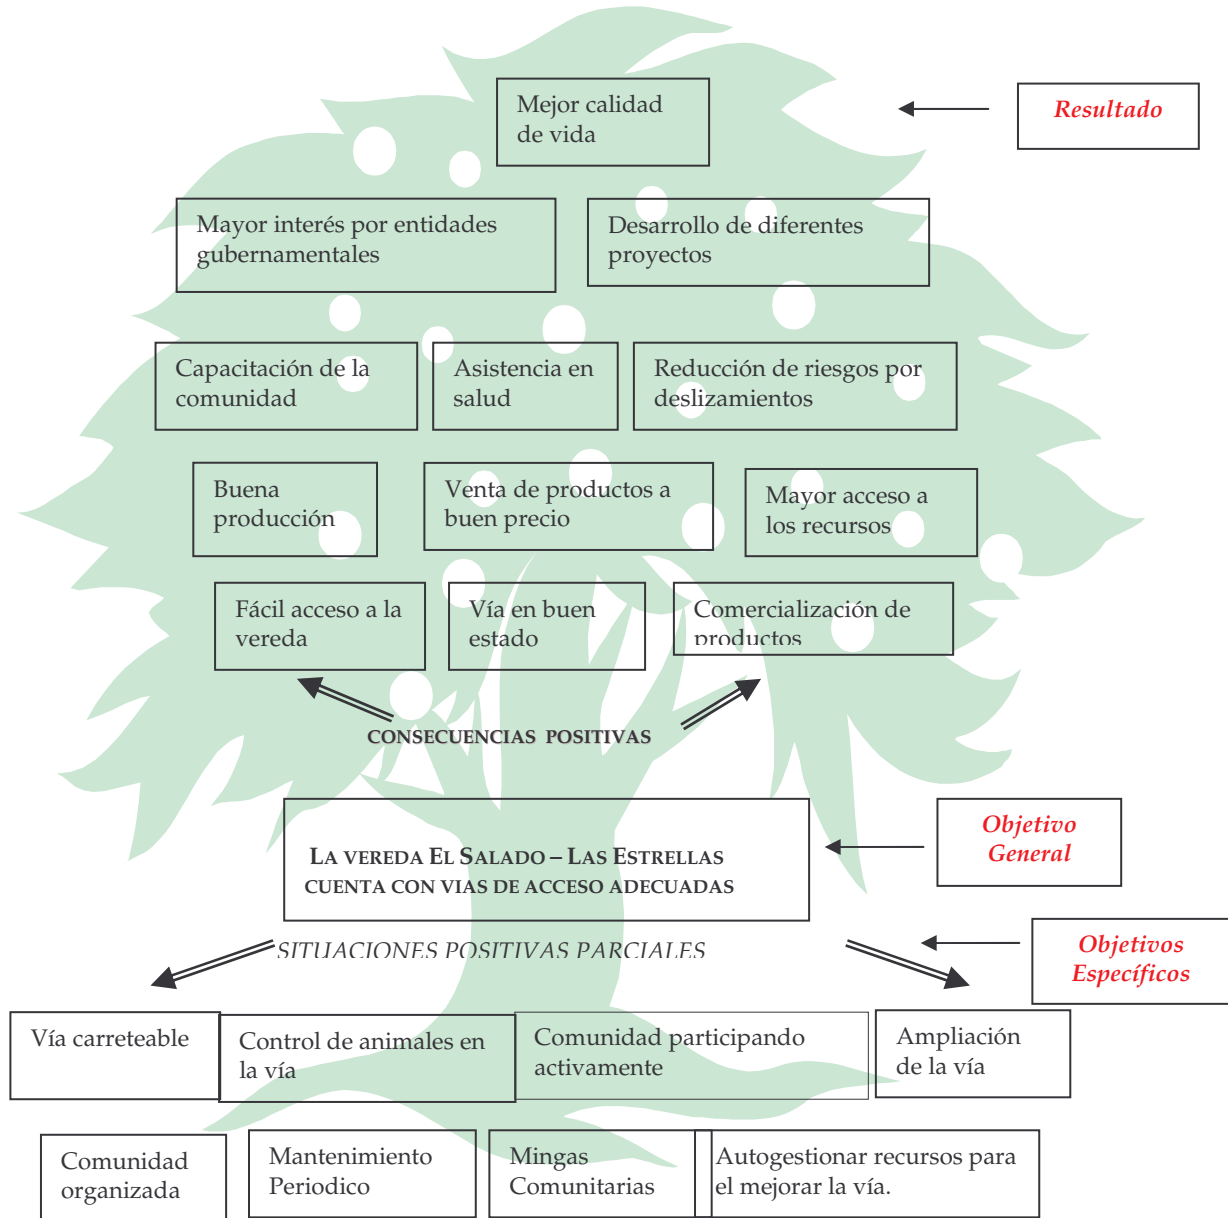 Mejor calidad
de vida
Resultado
Mayor interés por entidades
gubernamentales
Desarrollo de diferentes
proyectos
Capacitación de la
comunidad
Asistencia en
salud
Reducción de riesgos por
deslizamientos
Buena
producción
Venta de productos a
buen precio
Mayor acceso a
los recursos
Fácil acceso a la
vereda
Vía en buen
estado
Comercialización de
productos
CONSECUENCIAS POSITIVAS
LA VEREDA EL SALADO – LAS ESTRELLAS
CUENTA CON VIAS DE ACCESO ADECUADAS
Objetivo
General
SITUACIONES POSITIVAS PARCIALES
Objetivos
Específicos
Vía carreteable
Control de animales en
la vía
Comunidad participando
activamente
Ampliación
de la vía
Comunidad
organizada
Mantenimiento
Periodico
Mingas
Comunitarias
Autogestionar recursos para
el mejorar la vía.